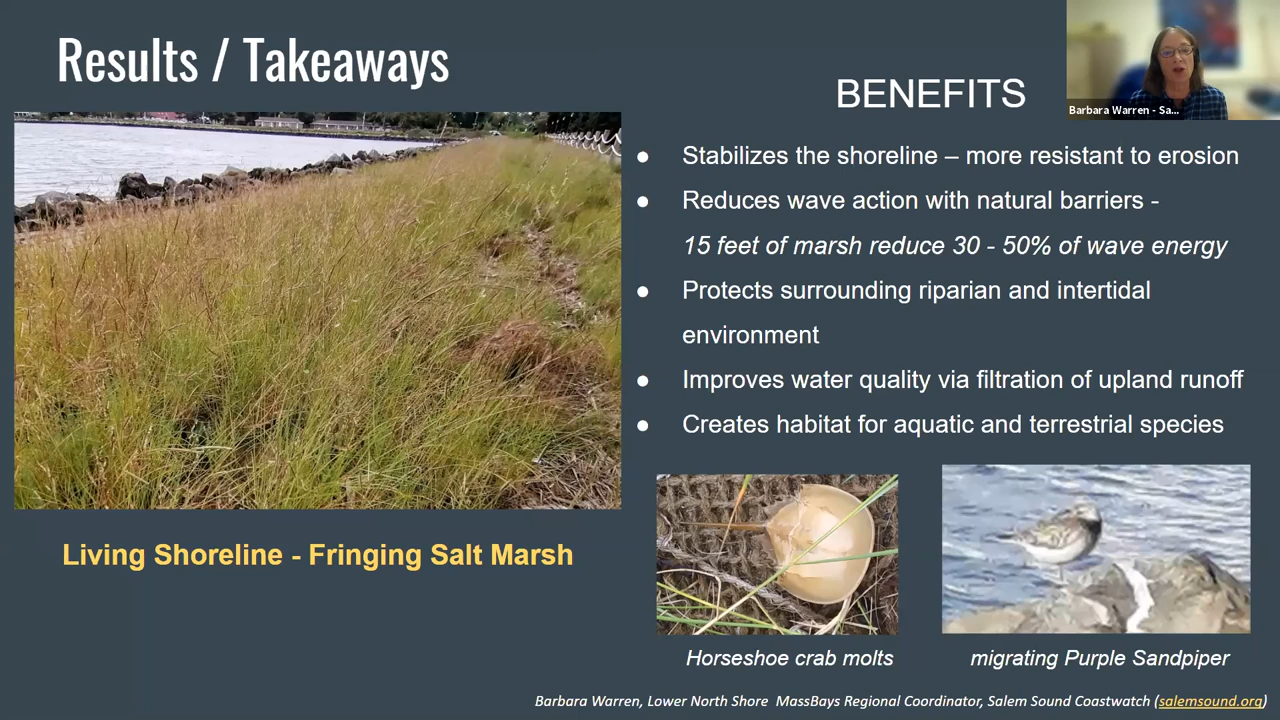 Results / Takeaways
BENEFITS
Barbara Warren - Sa...
● Stabilizes the shoreline – more resistant to erosion
● Reduces wave action with natural barriers -
15 feet of marsh reduce 30 - 50% of wave energy
● Protects surrounding riparian and intertidal
environment
● Improves water quality via filtration of upland runoff
● Creates habitat for aquatic and terrestrial species
Living Shoreline - Fringing Salt Marsh
Horseshoe crab molts
migrating Purple Sandpiper
Barbara Warren, Lower North Shore MassBays Regional Coordinator, Salem Sound Coastwatch (salemsound.org)